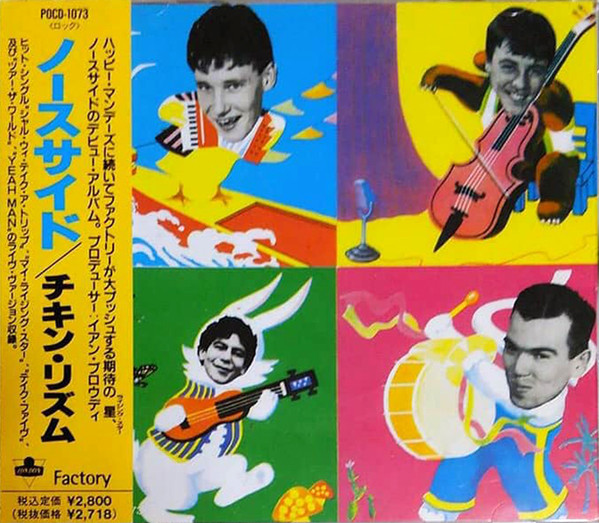 POCD-1073
〈ロック〉
ノースサイド/チキン・リズム
ハッピー・マンデーズに続いてファクトリーが大プッシュする期待の星、
ノースサイドのデビュー・アルバム。プロデューサー:イアン・ブロウディ
ヒット・シングル"シャル・ウィ・テイク・ア・トリップ"、"マイ・ライジング・スター"、"テイク・ファイヴ"、
及び"ツアー・ザ・ワールド"、"YEAH MAN"のライヴ・ヴァージョン収録。
LONDON
Factory
税込定価 ¥2,800
(税抜価格 ¥2,718)